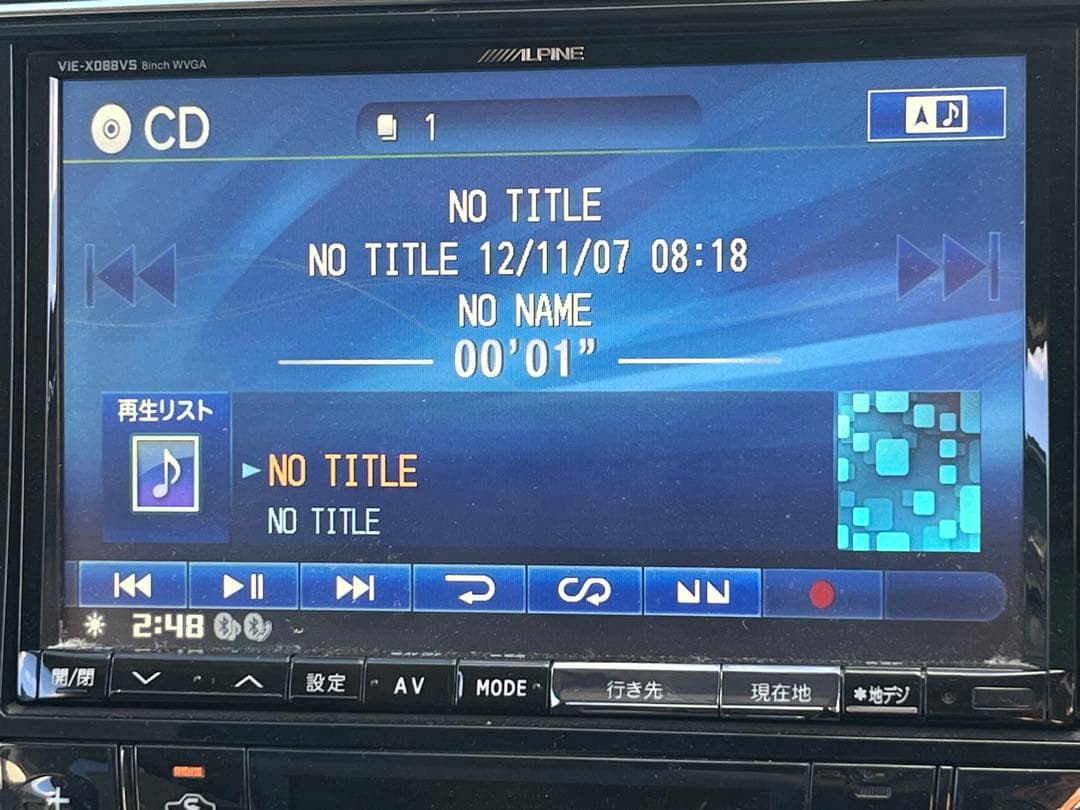 VIE-X088VS 8inch WVGA
ALPINE
CD
1
NO TITLE
NO TITLE 12/11/07 08:18
NO NAME
00'01"
再生リスト
NO TITLE
NO TITLE
2:48
開/閉
設定
AV
MODE
行き先
現在地
✱地デジ